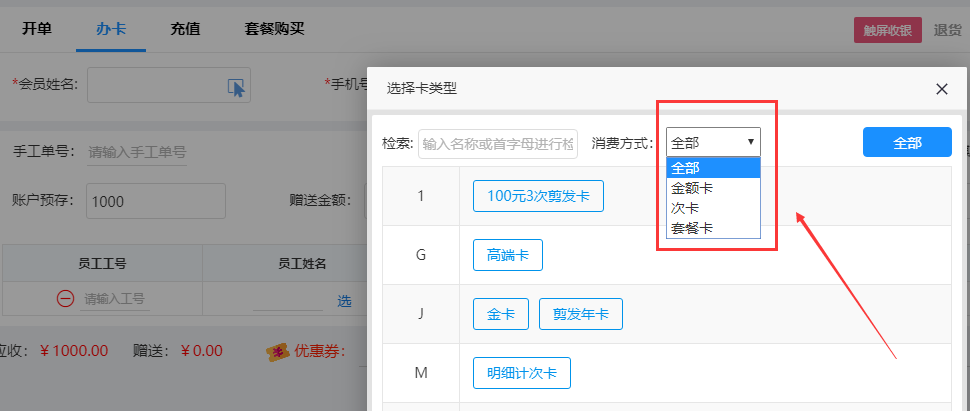 开单 办卡 充值 套餐购买 触屏收银 退货
*会员姓名: *手机号
选择卡类型
检索: 输入名称或首字母进行检 消费方式: 全部 全部
全部
金额卡
次卡
套餐卡
手工单号: 请输入手工单号
账户预存: 1000 赠送金额:
员工工号 员工姓名
请输入工号 选
应收: ¥1000.00 赠送: ¥0.00 优惠券:
1 100元3次剪发卡
G 高端卡
J 金卡 剪发年卡
M 明细计次卡